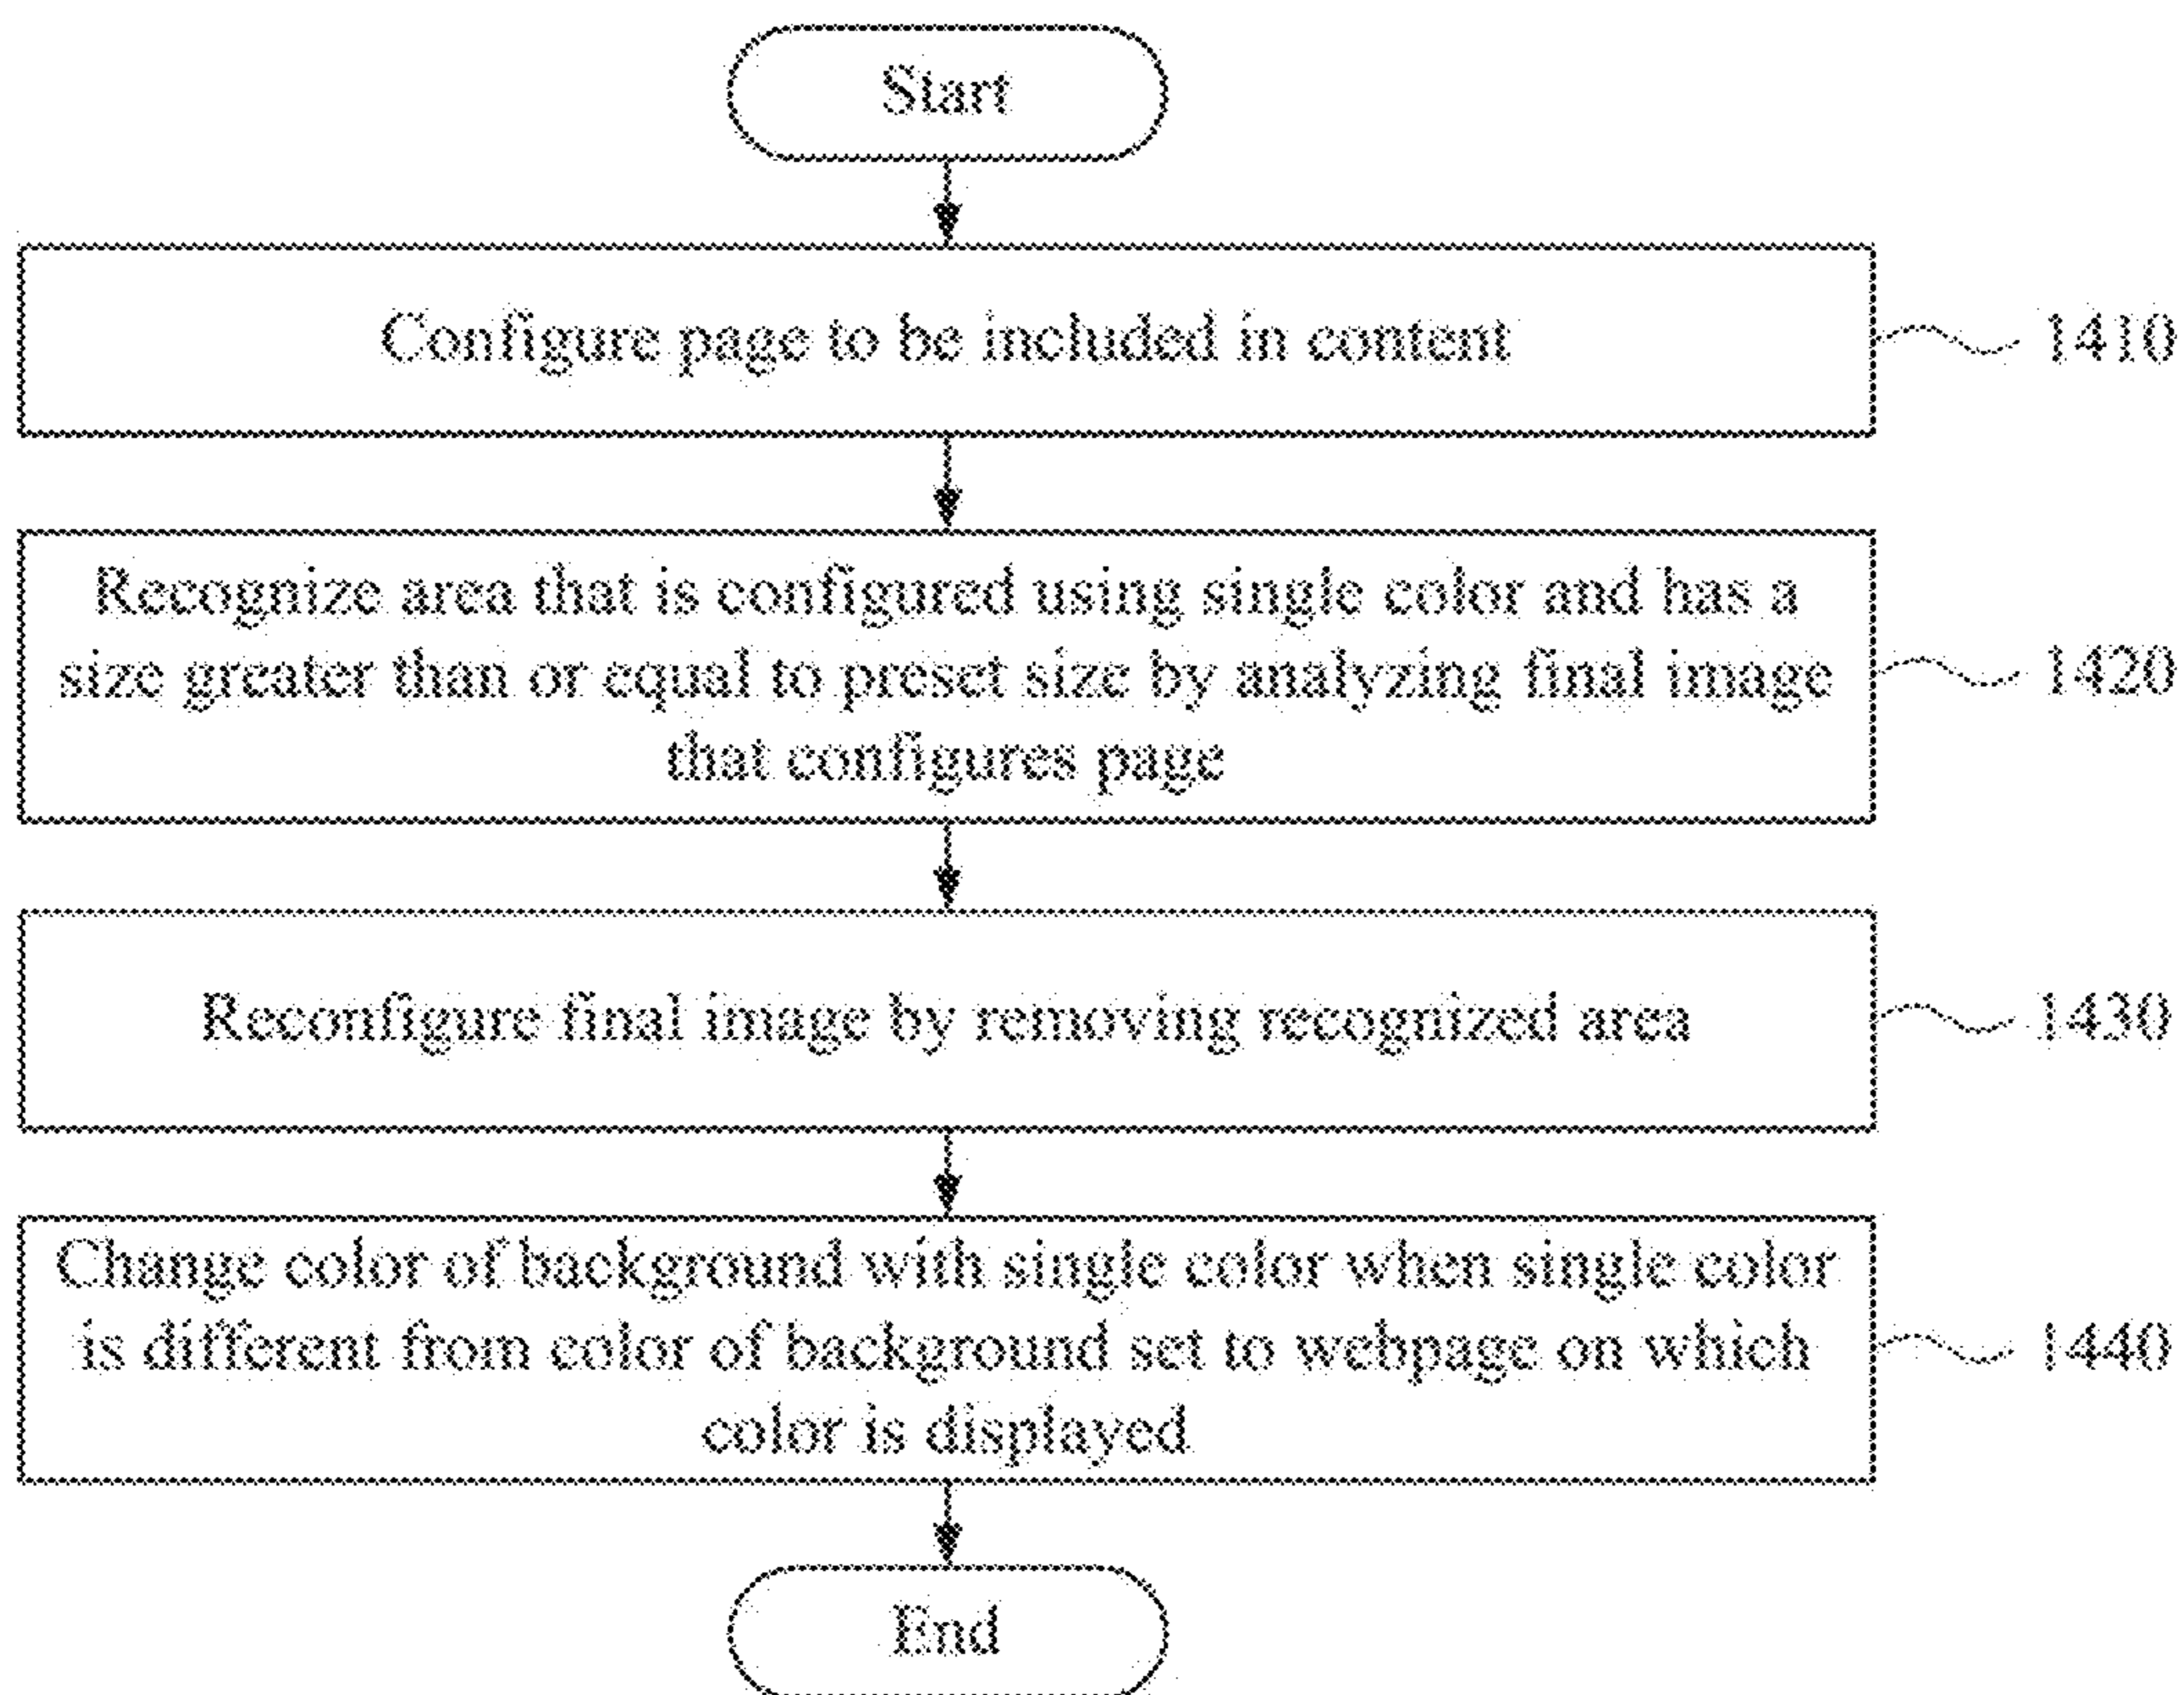 Start
Configure page to be included in content
1410
Recognize area that is configured using single color and has a
size greater than or equal to preset size by analyzing final image
that configures page
1420
Reconfigure final image by removing recognized area
1430
Change color of background with single color when single color
is different from color of background set to webpage on which
color is displayed
1440
End